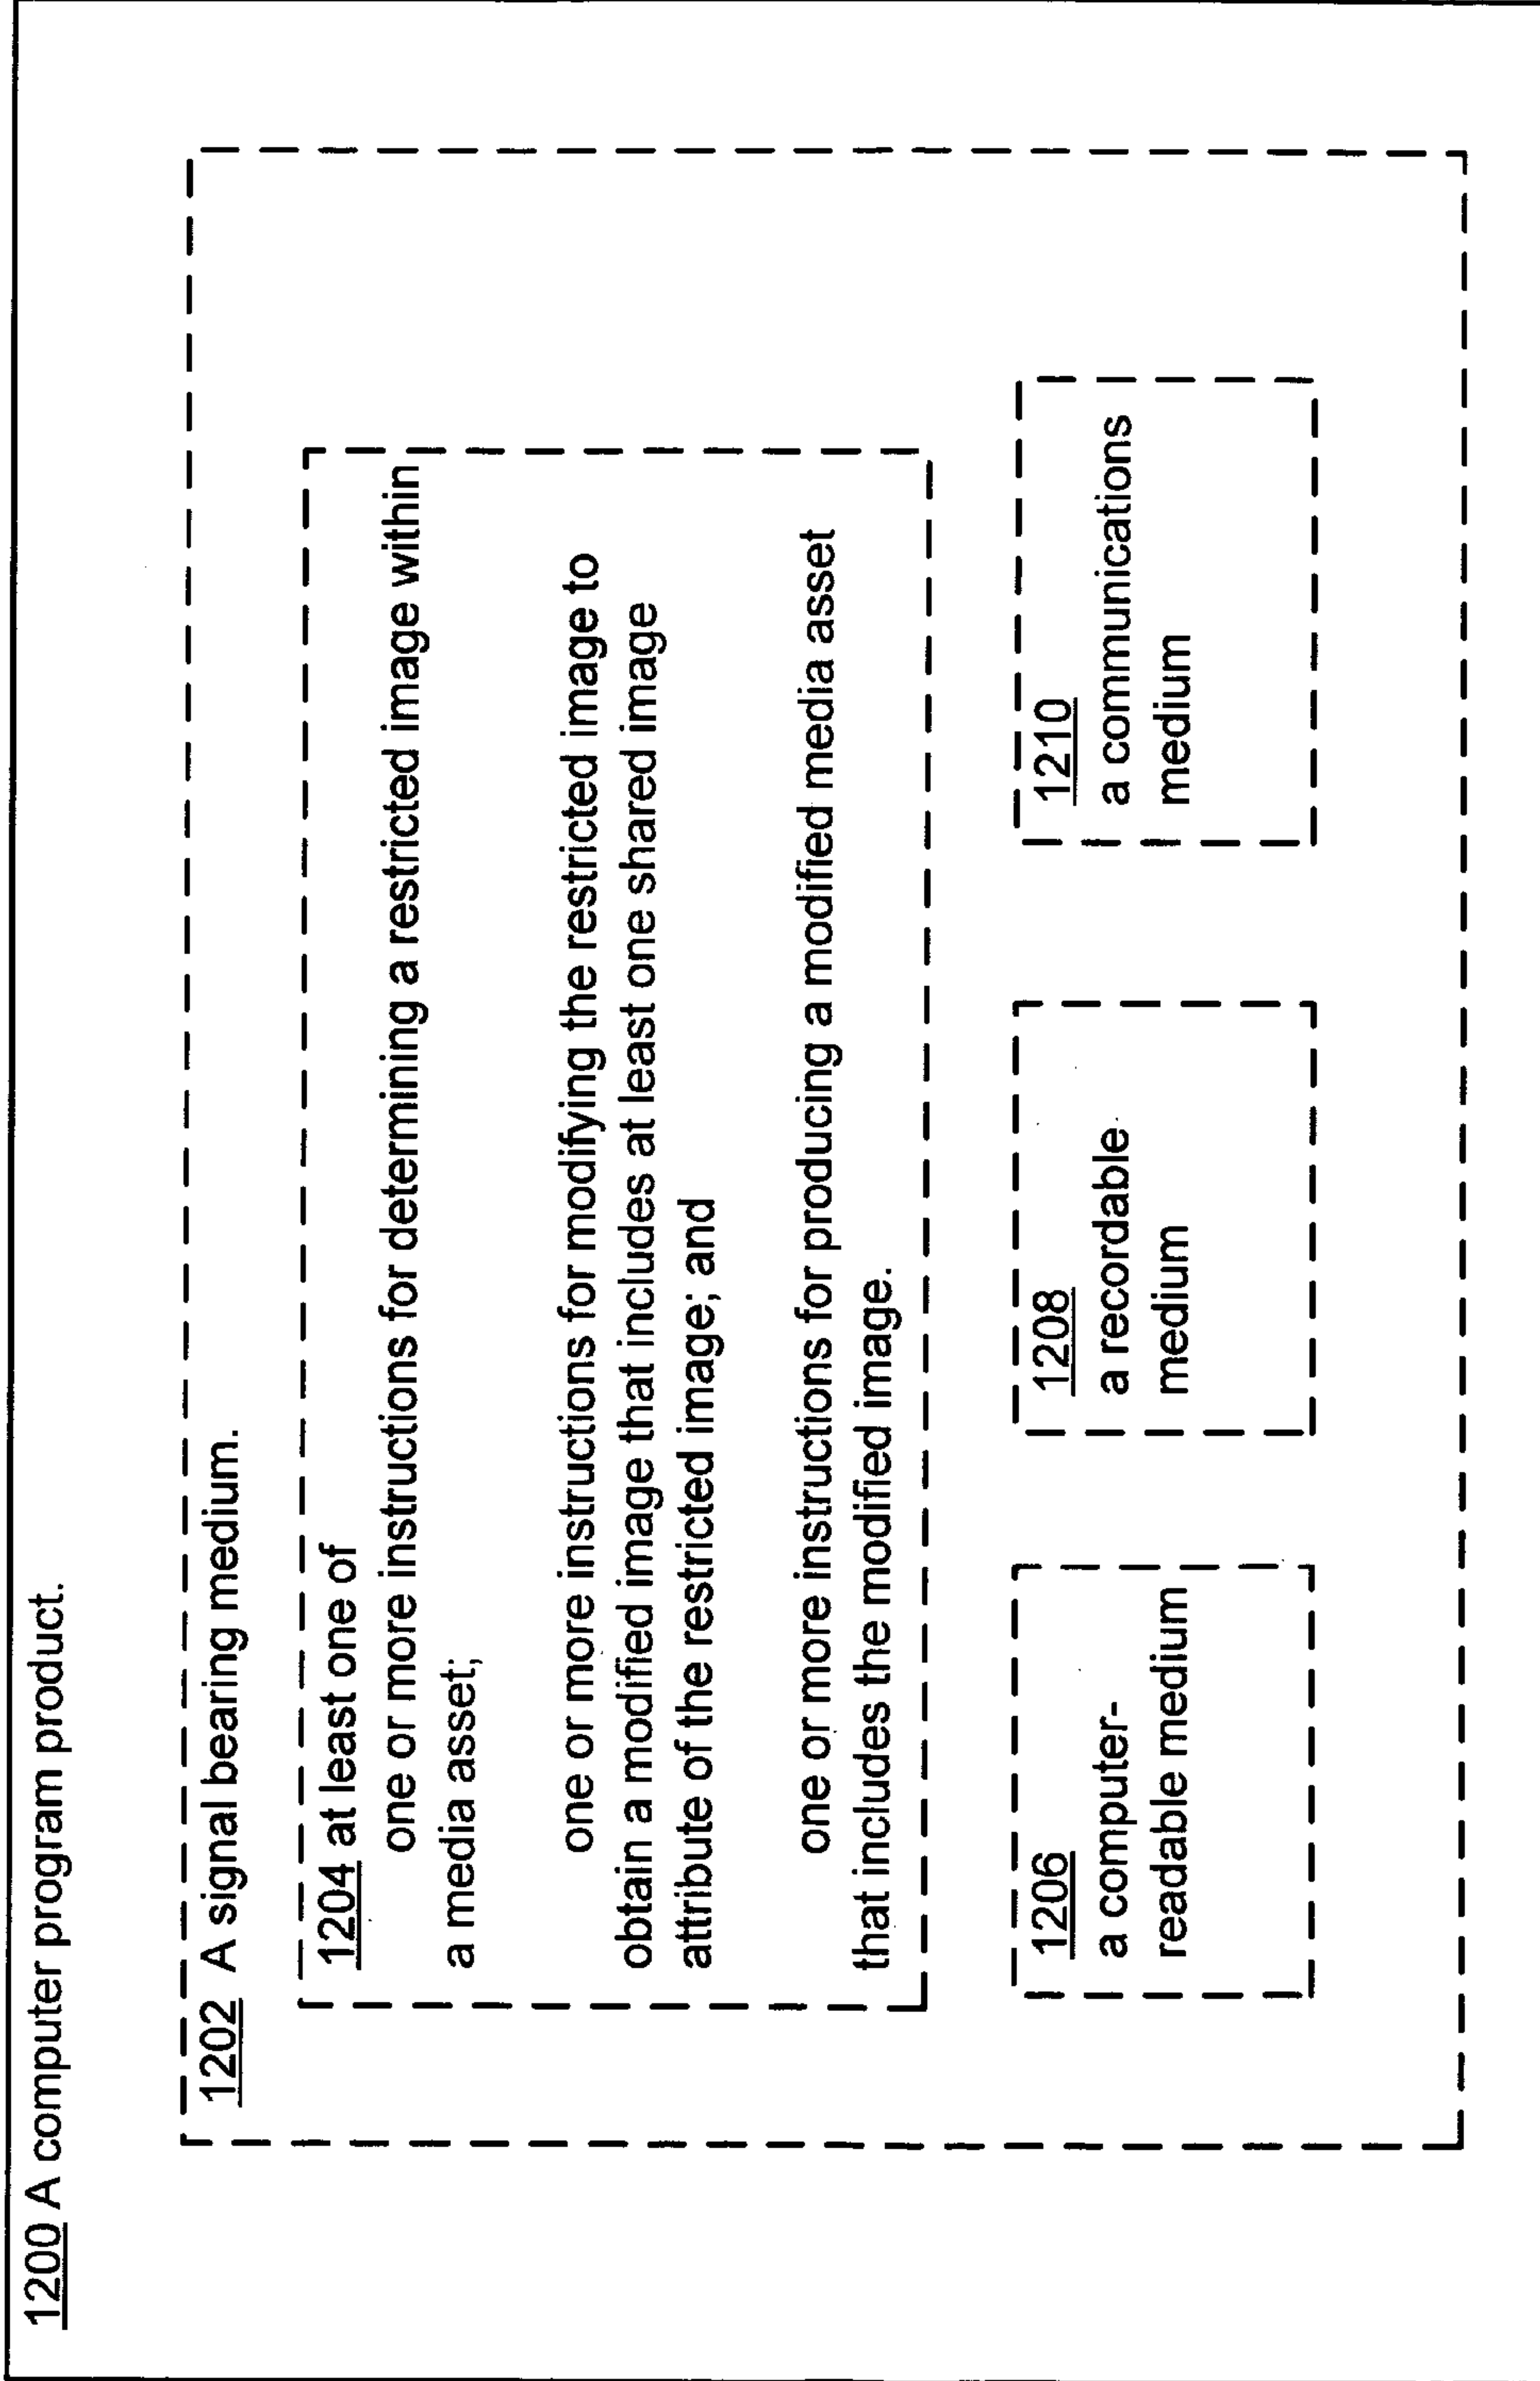 1200 A computer program product.
1202 A signal bearing medium.
1204 at least one of
one or more instructions for determining a restricted image within
a media asset;
one or more instructions for modifying the restricted image to
obtain a modified image that includes at least one shared image
attribute of the restricted image; and
one or more instructions for producing a modified media asset
that includes the modified image.
1206
a computer-
readable medium
1208
a recordable
medium
1210
a communications
medium